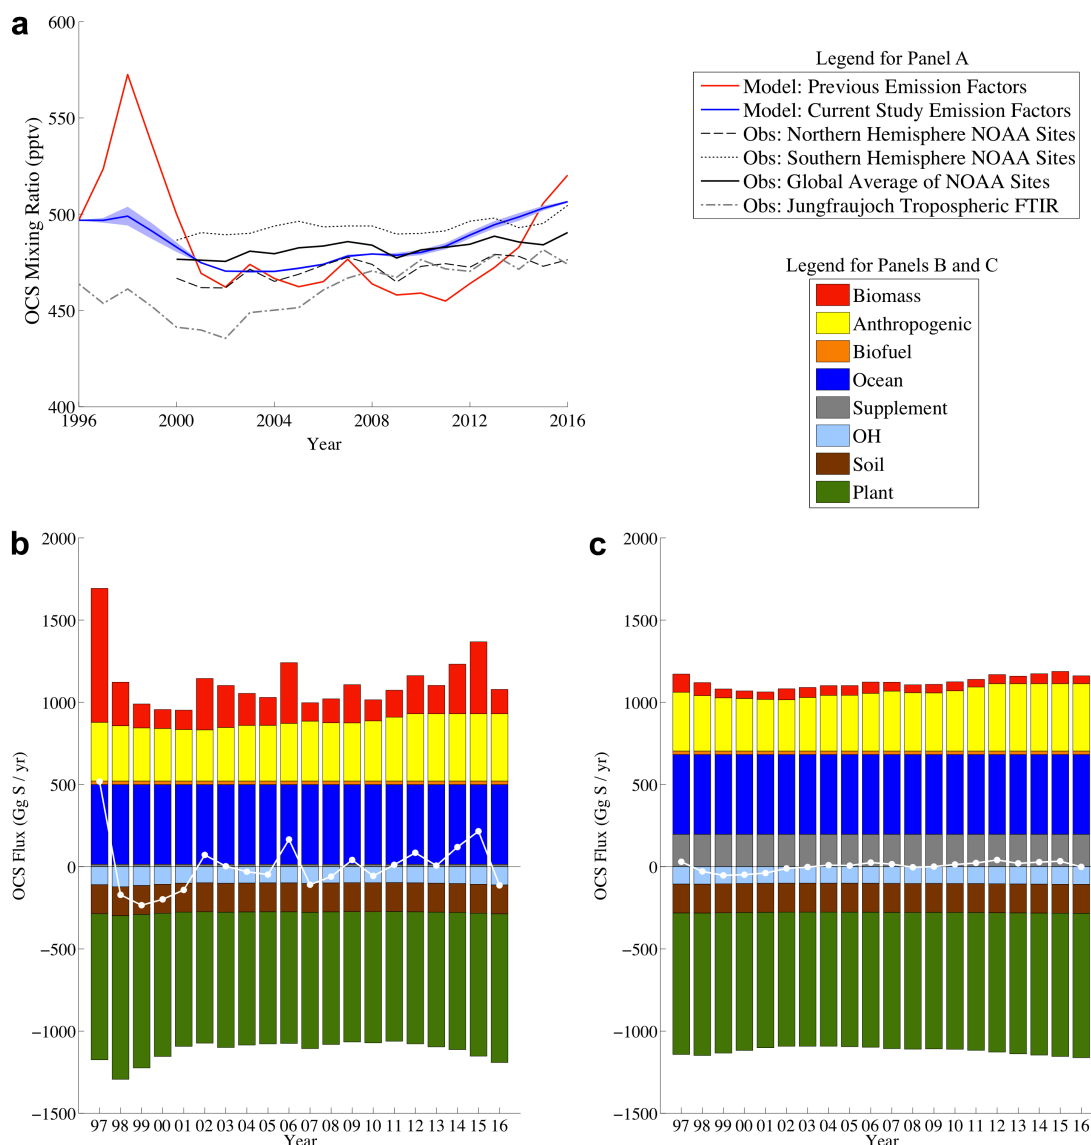 a
600
550
500
450
400
OCS Mixing Ratio (pptv)
1996 2000 2004 2008 2012 2016
Year
Legend for Panel A
Model: Previous Emission Factors
Model: Current Study Emission Factors
Obs: Northern Hemisphere NOAA Sites
Obs: Southern Hemisphere NOAA Sites
Obs: Global Average of NOAA Sites
Obs: Jungfraujoch Tropospheric FTIR
Legend for Panels B and C
Biomass
Anthropogenic
Biofuel
Ocean
Supplement
OH
Soil
Plant
b
2000
1500
1000
500
0
−500
−1000
−1500
OCS Flux (Gg S / yr)
97 98 99 00 01 02 03 04 05 06 07 08 09 10 11 12 13 14 15 16
Year
c
2000
1500
1000
500
0
−500
−1000
−1500
OCS Flux (Gg S / yr)
97 98 99 00 01 02 03 04 05 06 07 08 09 10 11 12 13 14 15 16
Year